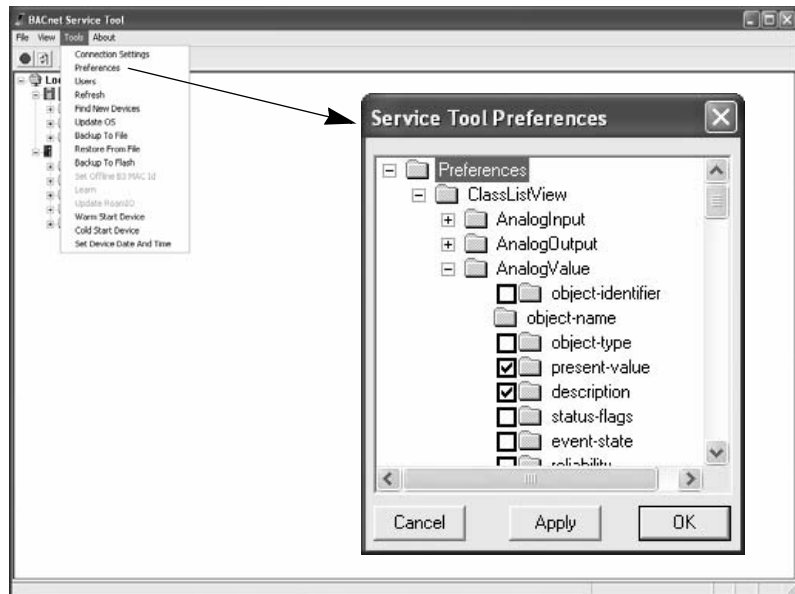 BACnet Service Tool
File View Tools About
Connection Settings
Preferences
Users
Refresh
Find New Devices
Update OS
Backup To File
Restore From File
Backup To Flash
Set Offline B3 MAC Id
Learn
Update RoamIO
Warm Start Device
Cold Start Device
Set Device Date And Time
Service Tool Preferences
Preferences
ClassListView
AnalogInput
AnalogOutput
AnalogValue
object-identifier
object-name
object-type
present-value
description
status-flags
event-state
reliability
Cancel Apply OK